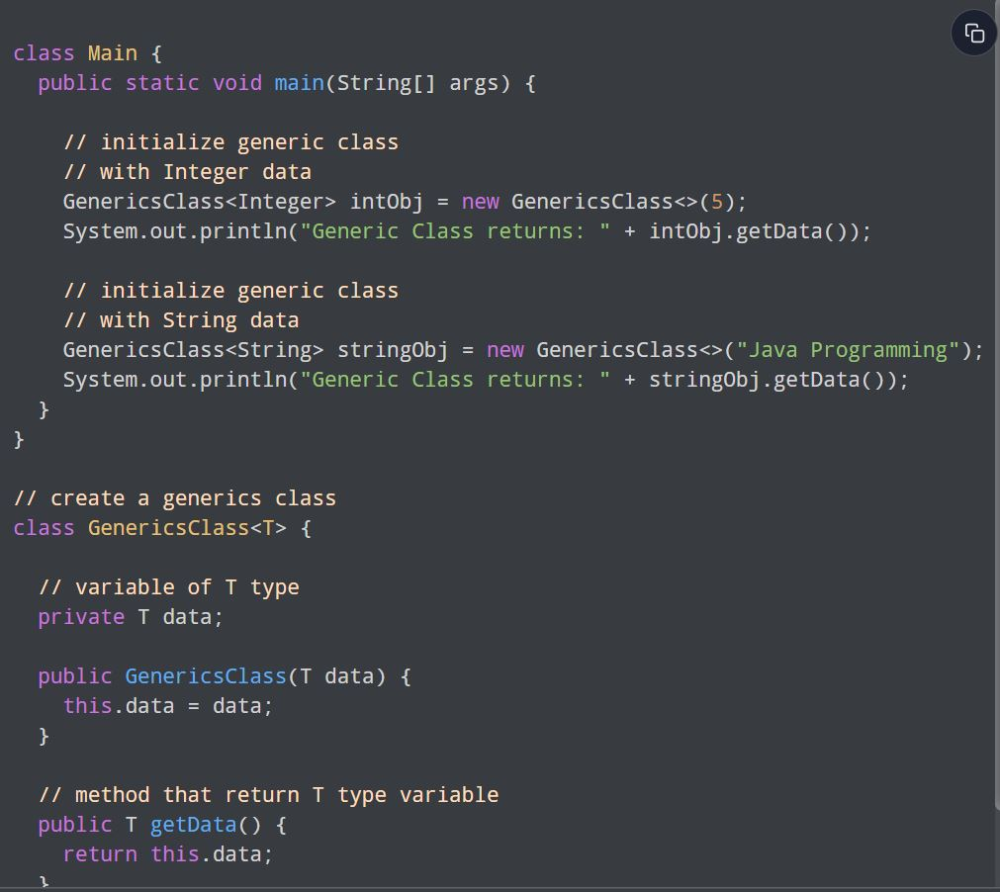 class Main {
  public static void main(String[] args) {

    // initialize generic class
    // with Integer data
    GenericsClass<Integer> intObj = new GenericsClass<>(5);
    System.out.println("Generic Class returns: " + intObj.getData());

    // initialize generic class
    // with String data
    GenericsClass<String> stringObj = new GenericsClass<>("Java Programming");
    System.out.println("Generic Class returns: " + stringObj.getData());
  }
}

// create a generics class
class GenericsClass<T> {

  // variable of T type
  private T data;

  public GenericsClass(T data) {
    this.data = data;
  }

  // method that return T type variable
  public T getData() {
    return this.data;
  }